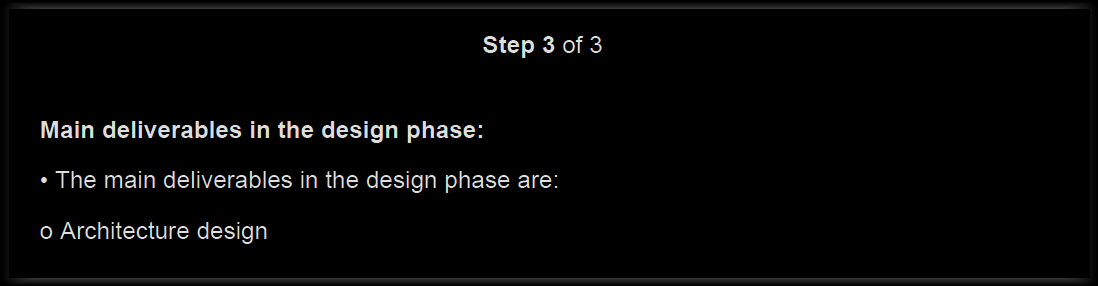 Step 3 of 3
Main deliverables in the design phase:
• The main deliverables in the design phase are:
o Architecture design